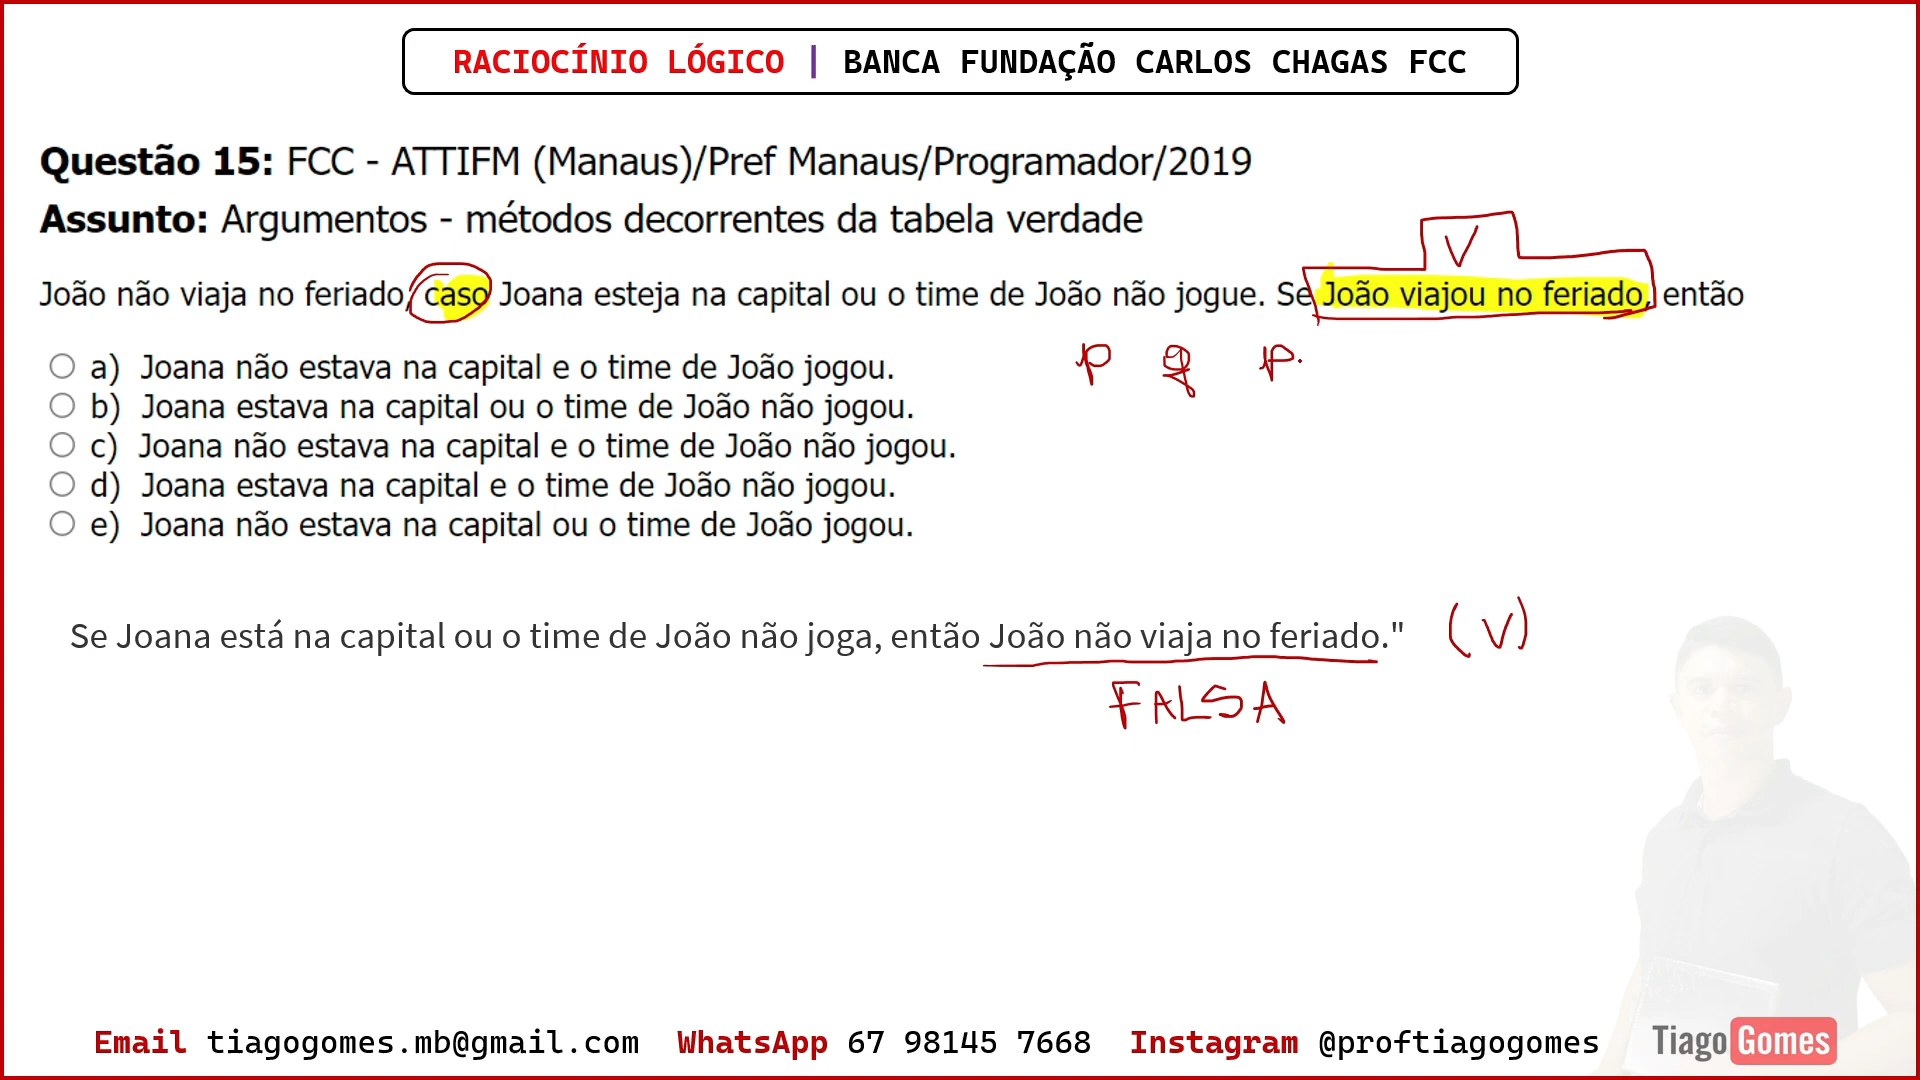 RACIOCÍNIO LÓGICO | BANCA FUNDAÇÃO CARLOS CHAGAS FCC
Questão 15: FCC - ATTIFM (Manaus)/Pref Manaus/Programador/2019
Assunto: Argumentos - métodos decorrentes da tabela verdade
V
João não viaja no feriado, caso Joana esteja na capital ou o time de João não jogue. Se João viajou no feriado, então
a) Joana não estava na capital e o time de João jogou.
b) Joana estava na capital ou o time de João não jogou.
c) Joana não estava na capital e o time de João não jogou.
d) Joana estava na capital e o time de João não jogou.
e) Joana não estava na capital ou o time de João jogou.
p q p.
Se Joana está na capital ou o time de João não joga, então João não viaja no feriado." (V)
FALSA
Email tiagogomes.mb@gmail.com WhatsApp 67 98145 7668 Instagram @proftiagogomes Tiago Gomes